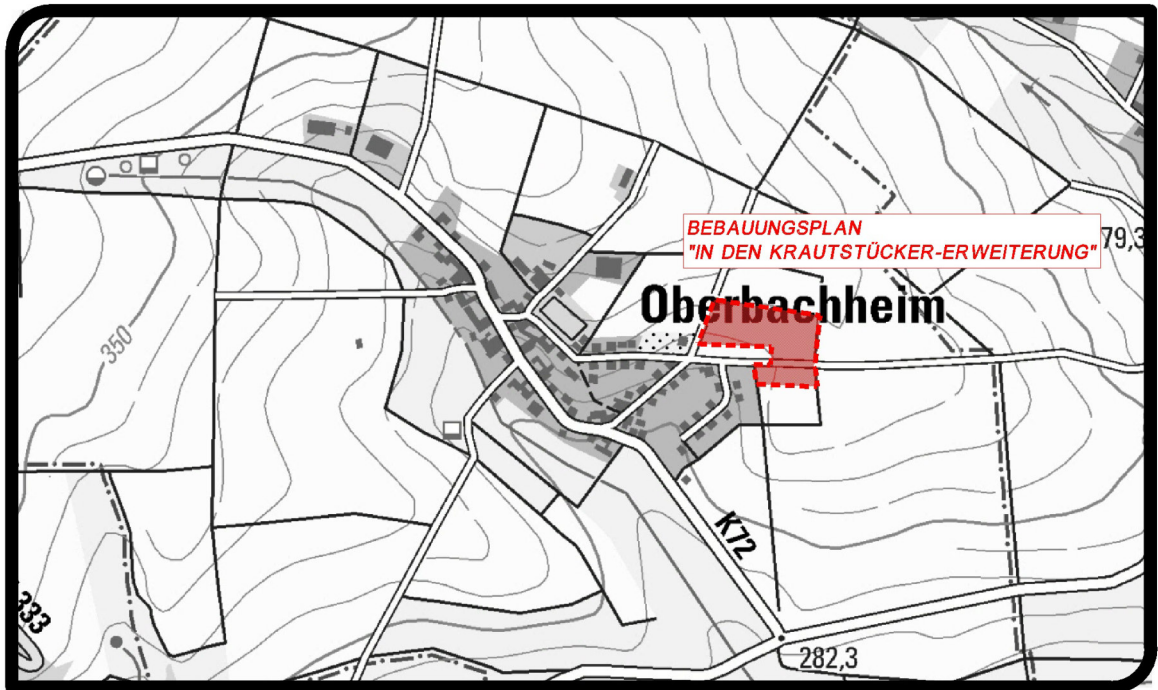 BEBAUUNGSPLAN
"IN DEN KRAUTSTÜCKER-ERWEITERUNG"
79,3
Oberbachheim
350
K72
333
282,3